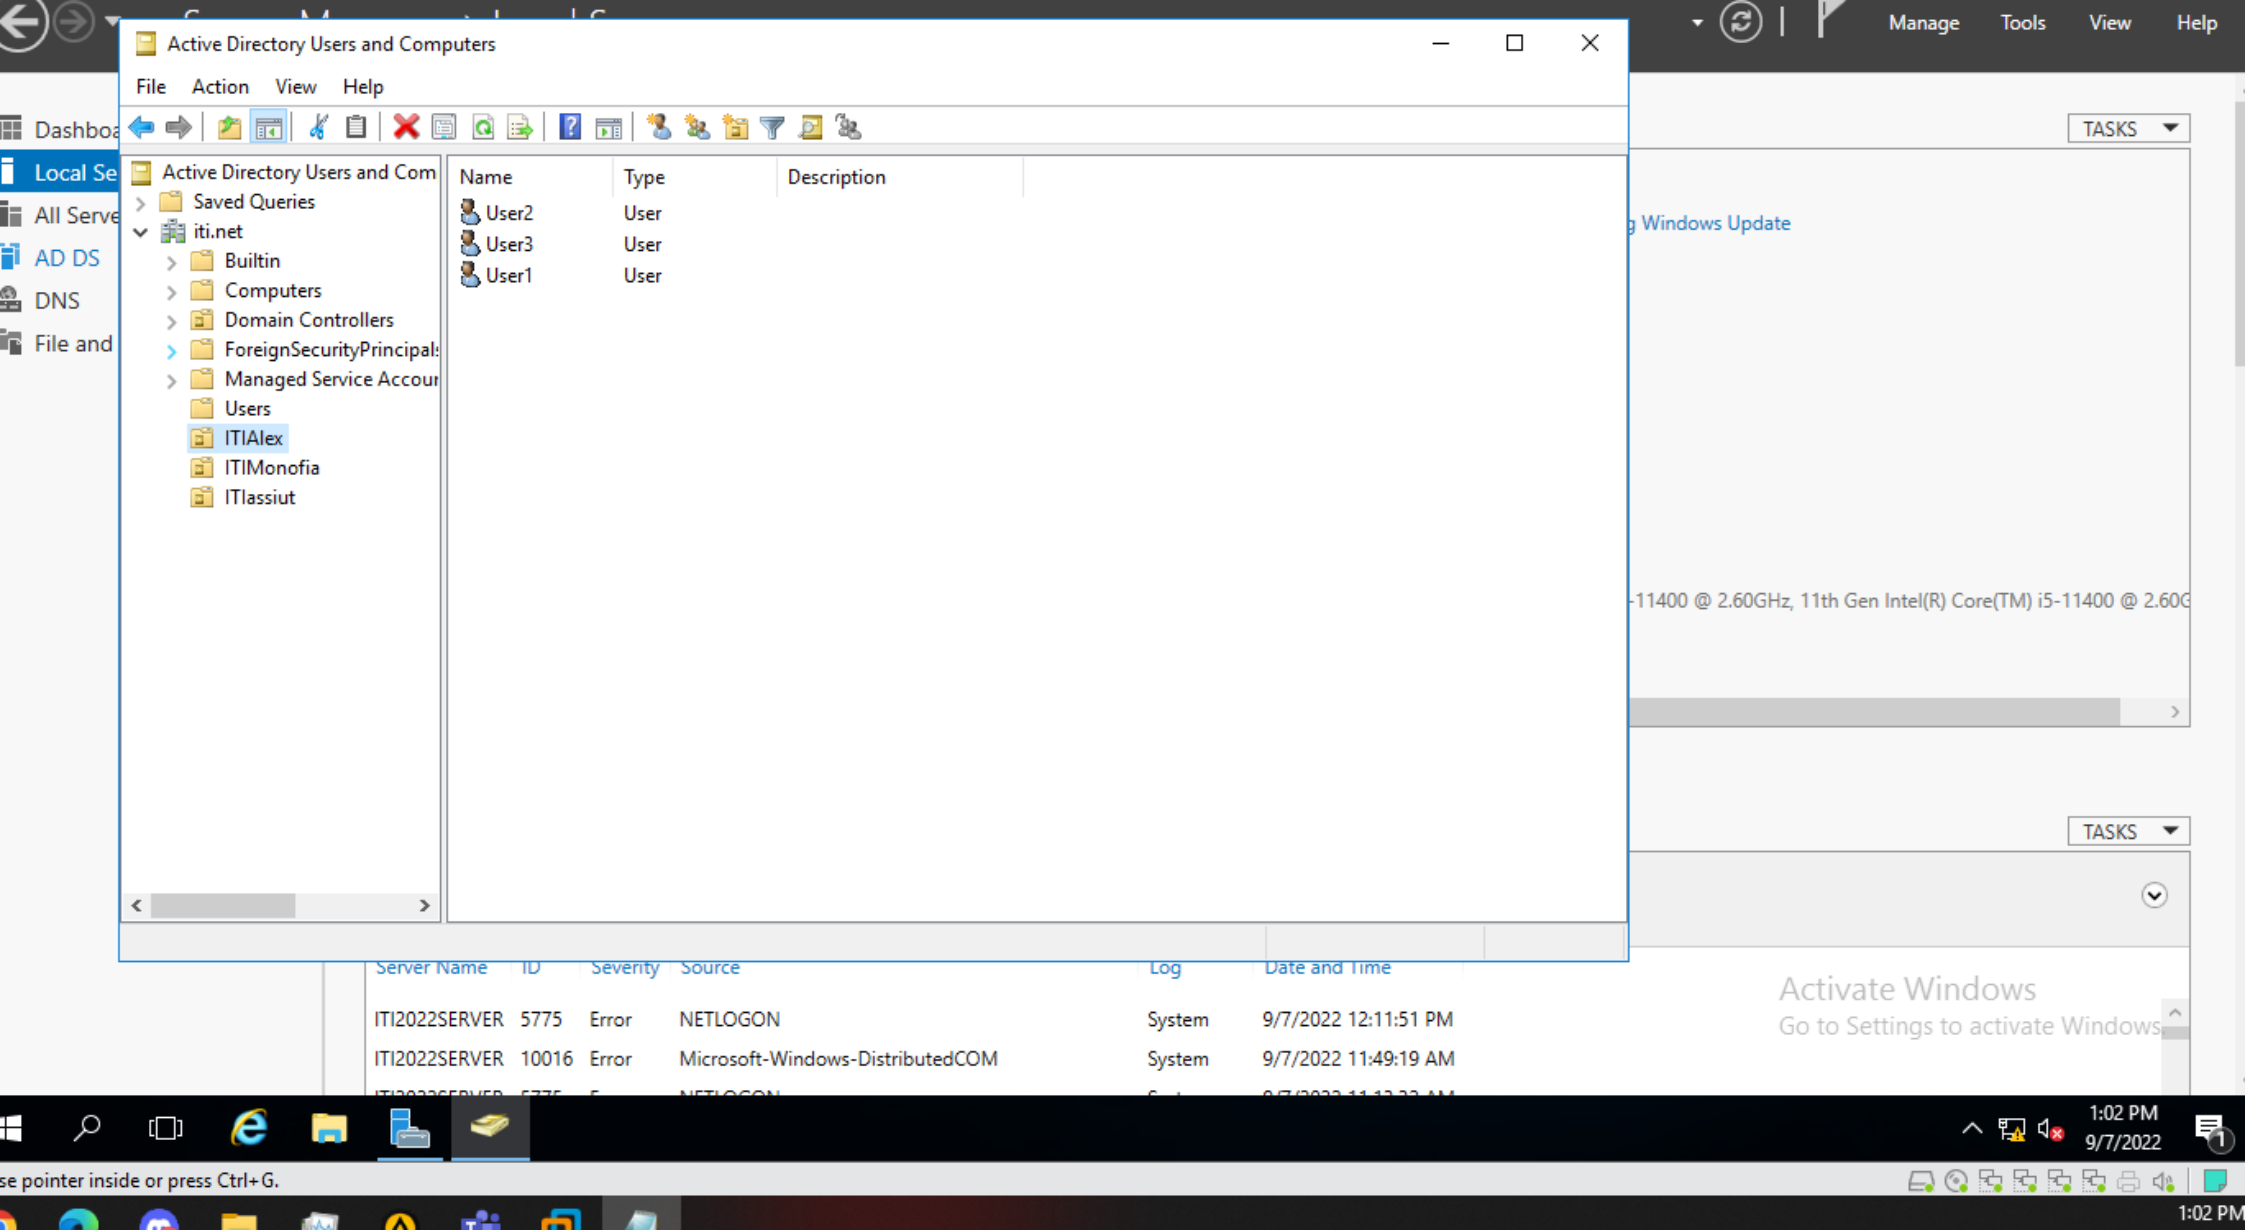 Manage Tools View Help
Active Directory Users and Computers
File Action View Help
Dashboa
Local Se
All Serve
AD DS
DNS
File and
Active Directory Users and Com
Saved Queries
iti.net
Builtin
Computers
Domain Controllers
ForeignSecurityPrincipals
Managed Service Accour
Users
ITIAlex
ITIMonofia
ITIassiut
Name Type Description
User2 User
User3 User
User1 User
TASKS
g Windows Update
-11400 @ 2.60GHz, 11th Gen Intel(R) Core(TM) i5-11400 @ 2.60G
TASKS
Server Name ID Severity Source Log Date and Time
ITI2022SERVER 5775 Error NETLOGON System 9/7/2022 12:11:51 PM
ITI2022SERVER 10016 Error Microsoft-Windows-DistributedCOM System 9/7/2022 11:49:19 AM
Activate Windows
Go to Settings to activate Windows.
1:02 PM
9/7/2022
1
se pointer inside or press Ctrl+G.
1:02 PM